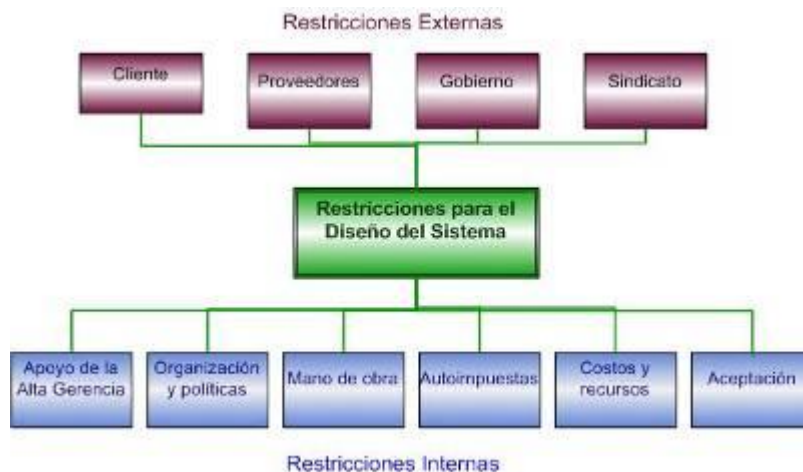 Restricciones Externas
Cliente
Proveedores
Gobierno
Sindicato
Restricciones para el
Diseño del Sistema
Apoyo de la
Alta Gerencia
Organización
y políticas
Mano de obra
Autoimpuestas
Costos y
recursos
Aceptación
Restricciones Internas